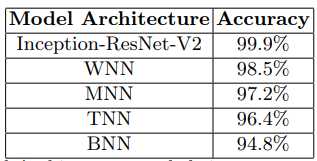 Model Architecture Accuracy
Inception-ResNet-V2 99.9%
WNN 98.5%
MNN 97.2%
TNN 96.4%
BNN 94.8%